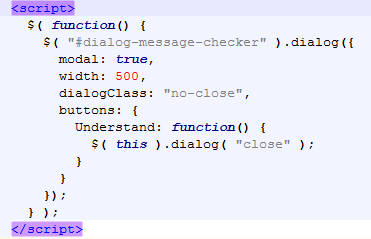 <script>
$( function() {
$( "#dialog-message-checker" ).dialog({
modal: true,
width: 500,
dialogClass: "no-close",
buttons: {
Understand: function() {
$( this ).dialog( "close" );
}
}
});
} );
</script>